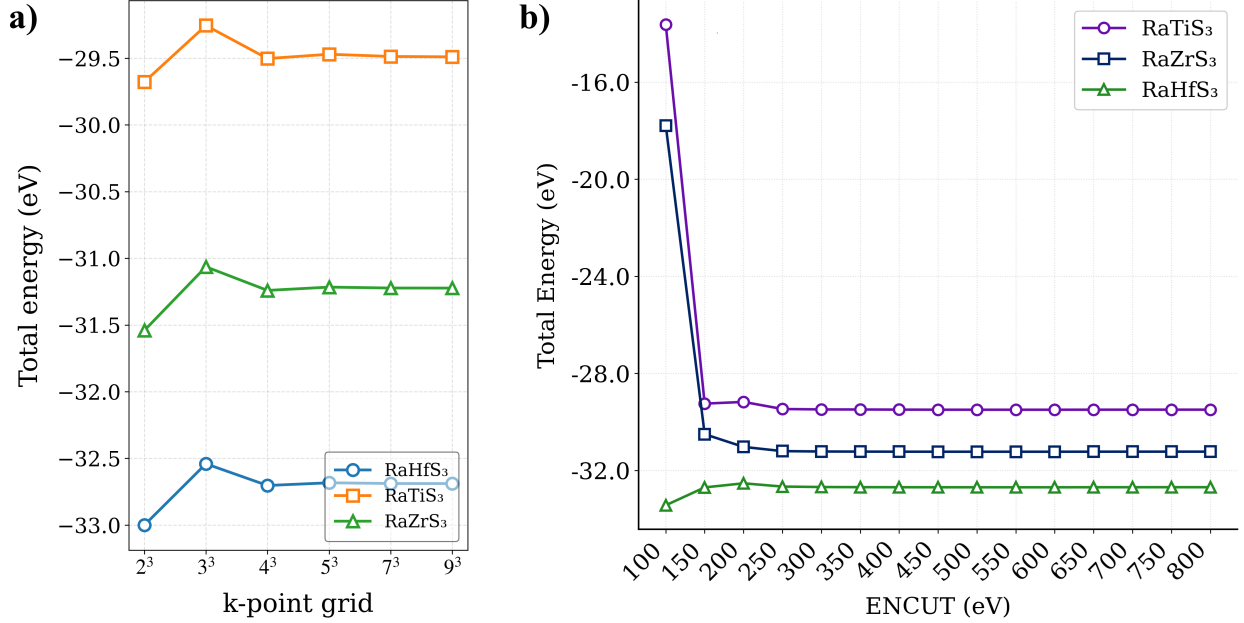 a)
Total energy (eV)
−29.5
−30.0
−30.5
−31.0
−31.5
−32.0
−32.5
−33.0
RaHfS₃
RaTiS₃
RaZrS₃
2³ 3³ 4³ 5³ 7³ 9³
k-point grid
b)
Total Energy (eV)
-16.0
-20.0
-24.0
-28.0
-32.0
RaTiS₃
RaZrS₃
RaHfS₃
100 150 200 250 300 350 400 450 500 550 600 650 700 750 800
ENCUT (eV)